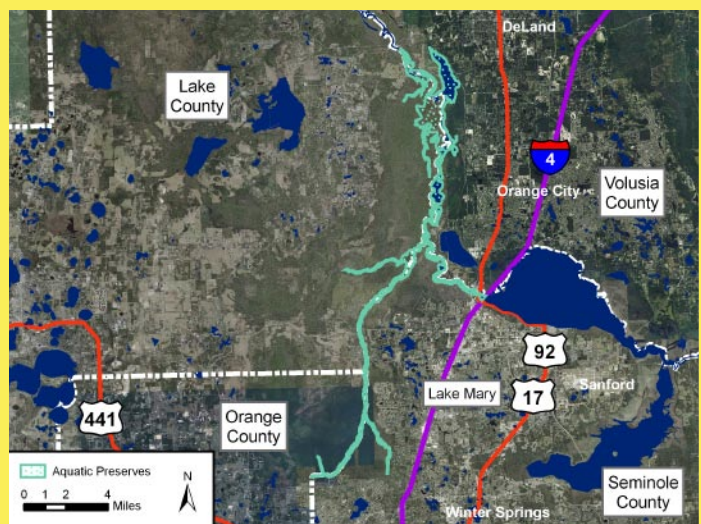 DeLand
Lake
County
4
Orange City
Volusia
County
92
Lake Mary
17
Sanford
441
Orange
County
Aquatic Preserves
0 1 2 4
Miles
N
Seminole
County
Winter Springs